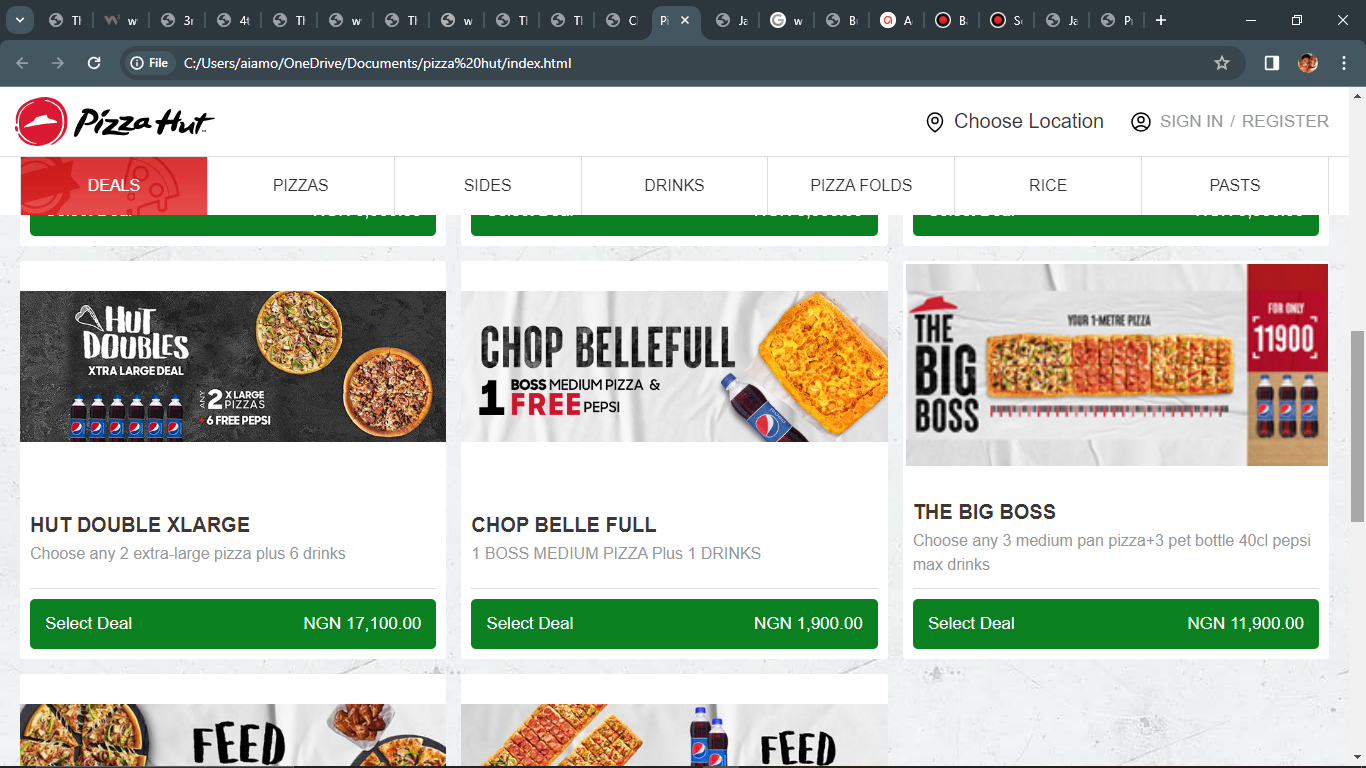 Tl
w
3r
4t
Tl
w
Tl
w
Tl
Tl
C
Pi
Ja
w
B
A
B
S
Ja
P
File
C:/Users/aiamo/OneDrive/Documents/pizza%20hut/index.html
Pizza Hut
Choose Location
SIGN IN / REGISTER
DEALS
PIZZAS
SIDES
DRINKS
PIZZA FOLDS
RICE
PASTS
HUT
DOUBLES
XTRA LARGE DEAL
ANY 2 X LARGE
PIZZAS
+ 6 FREE PEPSI
CHOP BELLEFULL
1 BOSS MEDIUM PIZZA &
FREE PEPSI
THE
BIG
BOSS
YOUR 1-METRE PIZZA
FOR ONLY
11900
HUT DOUBLE XLARGE
Choose any 2 extra-large pizza plus 6 drinks
Select Deal NGN 17,100.00
CHOP BELLE FULL
1 BOSS MEDIUM PIZZA Plus 1 DRINKS
Select Deal NGN 1,900.00
THE BIG BOSS
Choose any 3 medium pan pizza+3 pet bottle 40cl pepsi
max drinks
Select Deal NGN 11,900.00
FEED
FEED